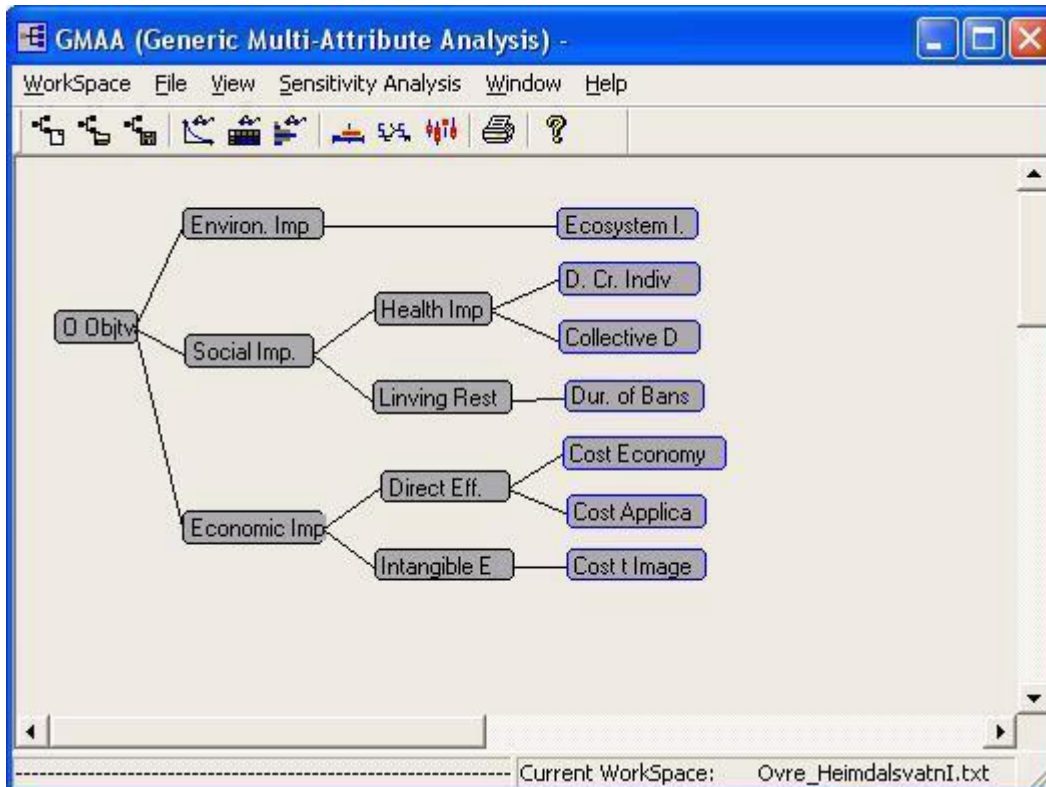 GMAA (Generic Multi-Attribute Analysis) -
WorkSpace File View Sensitivity Analysis Window Help
Environ. Imp
Ecosystem I.
D. Cr. Indiv
Health Imp
O Objtv
Collective D
Social Imp.
Linving Rest
Dur. of Bans
Cost Economy
Direct Eff.
Cost Applica
Economic Imp
Intangible E
Cost t Image
Current WorkSpace: Ovre_HeimdalsvatnI.txt